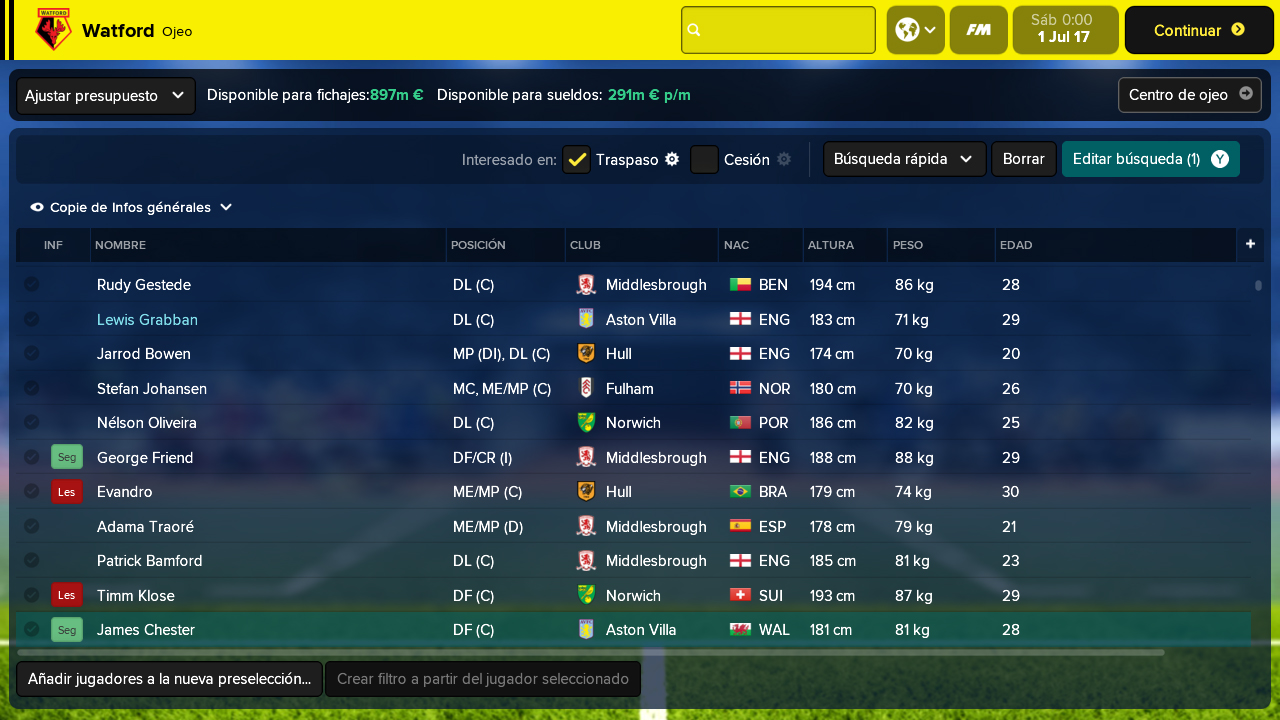 WATFORD
Watford Ojeo
FM
Sáb 0:00
1 Jul 17
Continuar
Ajustar presupuesto
Disponible para fichajes:897m €
Disponible para sueldos: 291m € p/m
Centro de ojeo
Interesado en: Traspaso Cesión
Búsqueda rápida
Borrar
Editar búsqueda (1) Y
Copie de Infos générales
INF NOMBRE POSICIÓN CLUB NAC ALTURA PESO EDAD +
Rudy Gestede DL (C) Middlesbrough BEN 194 cm 86 kg 28
Lewis Grabban DL (C) Aston Villa ENG 183 cm 71 kg 29
Jarrod Bowen MP (DI), DL (C) Hull ENG 174 cm 70 kg 20
Stefan Johansen MC, ME/MP (C) Fulham NOR 180 cm 70 kg 26
Nélson Oliveira DL (C) Norwich POR 186 cm 82 kg 25
Seg George Friend DF/CR (I) Middlesbrough ENG 188 cm 88 kg 29
Les Evandro ME/MP (C) Hull BRA 179 cm 74 kg 30
Adama Traoré ME/MP (D) Middlesbrough ESP 178 cm 79 kg 21
Patrick Bamford DL (C) Middlesbrough ENG 185 cm 81 kg 23
Les Timm Klose DF (C) Norwich SUI 193 cm 87 kg 29
Seg James Chester DF (C) Aston Villa WAL 181 cm 81 kg 28
Añadir jugadores a la nueva preselección...
Crear filtro a partir del jugador seleccionado